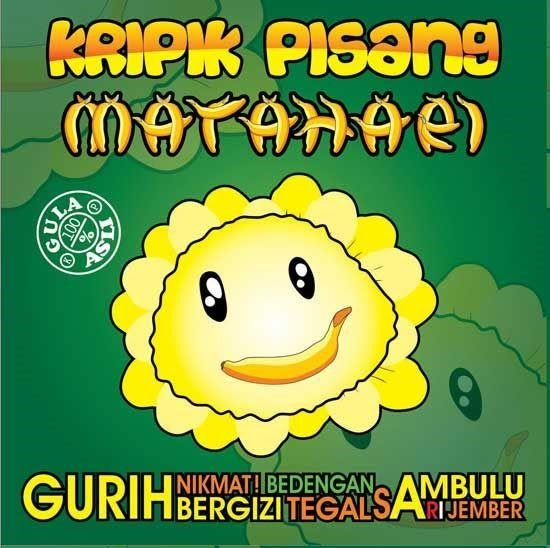 KRIPIK PISANG
MATAHARI
GULA
100
%
ASLI
R
P
GURIH NIKMAT! BEDENGAN AMBULU
BERGIZI TEGALSARI JEMBER